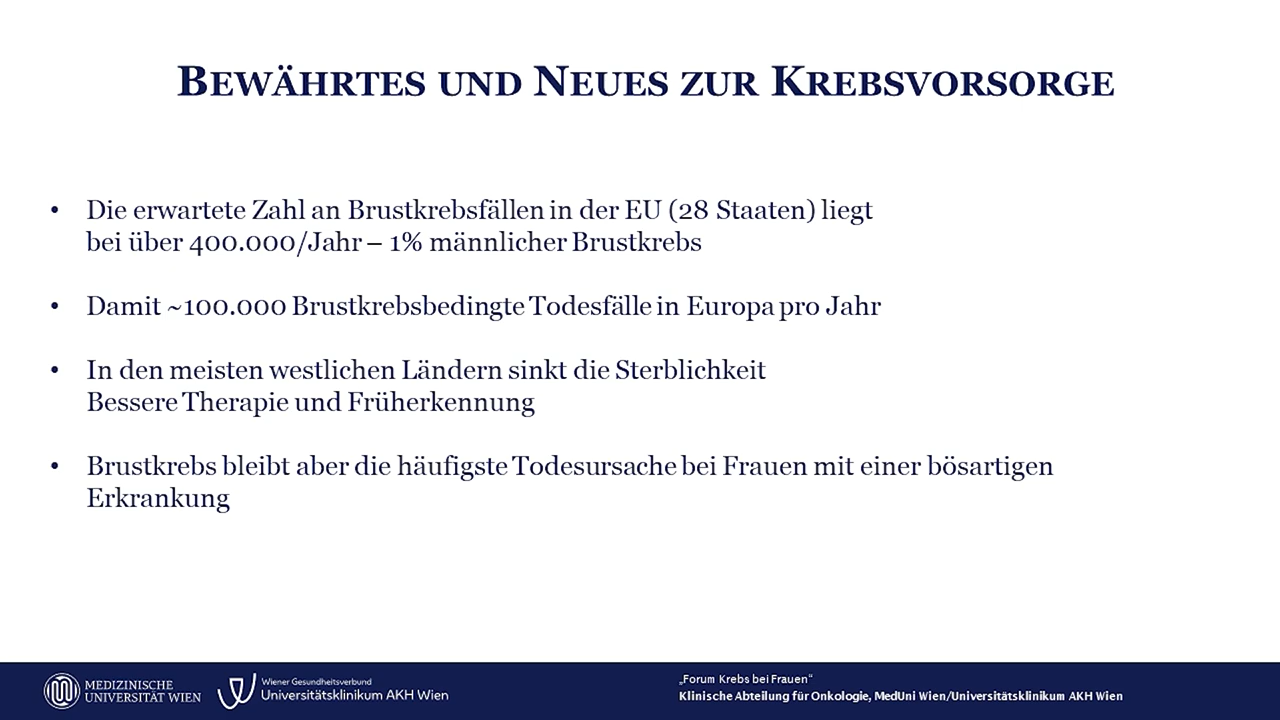 BEWÄHRTES UND NEUES ZUR KREBSVORSORGE
• Die erwartete Zahl an Brustkrebsfällen in der EU (28 Staaten) liegt
bei über 400.000/Jahr – 1% männlicher Brustkrebs
• Damit ~100.000 Brustkrebsbedingte Todesfälle in Europa pro Jahr
• In den meisten westlichen Ländern sinkt die Sterblichkeit
Bessere Therapie und Früherkennung
• Brustkrebs bleibt aber die häufigste Todesursache bei Frauen mit einer bösartigen
Erkrankung
MEDIZINISCHE
UNIVERSITÄT WIEN
Wiener Gesundheitsverbund
Universitätsklinikum AKH Wien
„Forum Krebs bei Frauen“
Klinische Abteilung für Onkologie, MedUni Wien/Universitätsklinikum AKH Wien